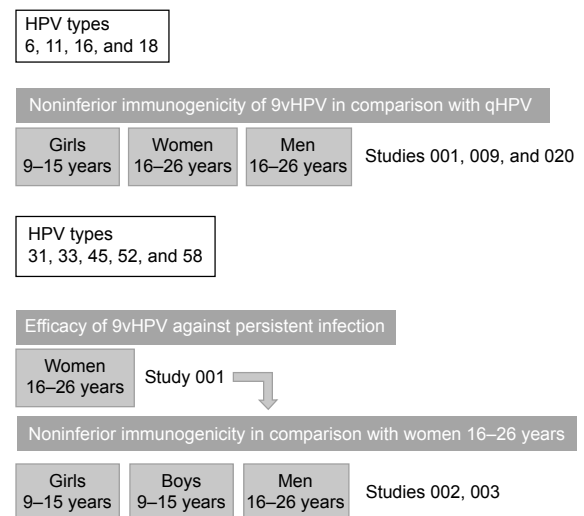 HPV types
6, 11, 16, and 18
Noninferior immunogenicity of 9vHPV in comparison with qHPV
Girls
9–15 years
Women
16–26 years
Men
16–26 years
Studies 001, 009, and 020
HPV types
31, 33, 45, 52, and 58
Efficacy of 9vHPV against persistent infection
Women
16–26 years
Study 001
Noninferior immunogenicity in comparison with women 16–26 years
Girls
9–15 years
Boys
9–15 years
Men
16–26 years
Studies 002, 003